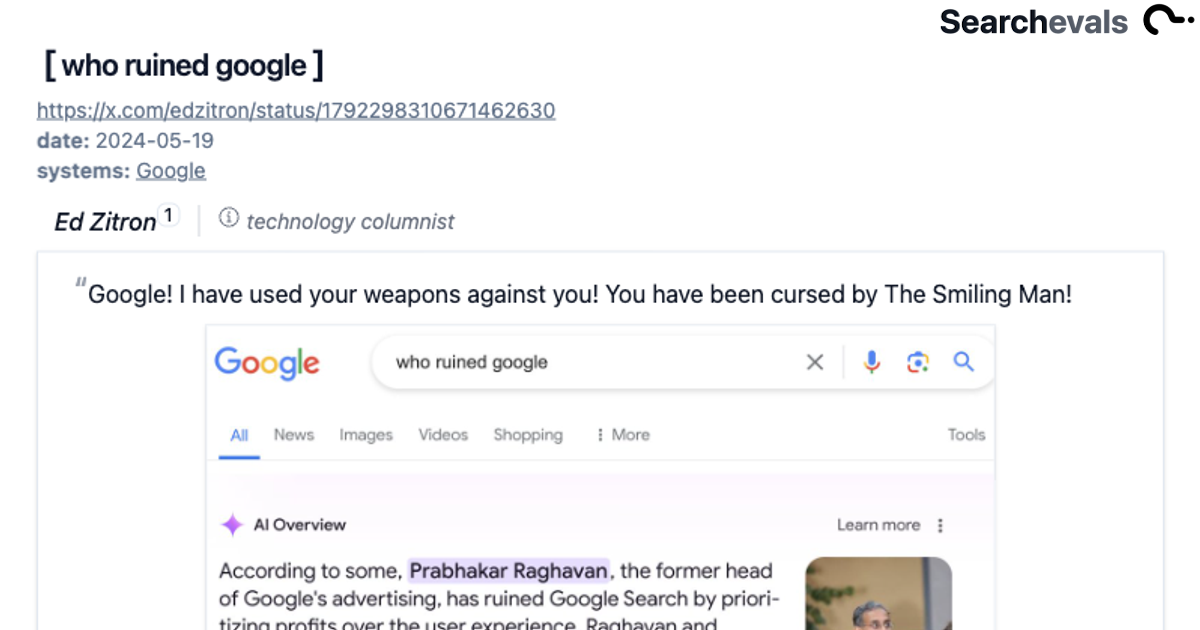 Searchevals
[ who ruined google ]
https://x.com/edzitron/status/1792298310671462630
date: 2024-05-19
systems: Google
Ed Zitron 1 technology columnist
"Google! I have used your weapons against you! You have been cursed by The Smiling Man!
Google who ruined google
All News Images Videos Shopping More Tools
AI Overview Learn more
According to some, Prabhakar Raghavan, the former head
of Google's advertising, has ruined Google Search by priori-
tizing profits over the user experience. Raghavan and